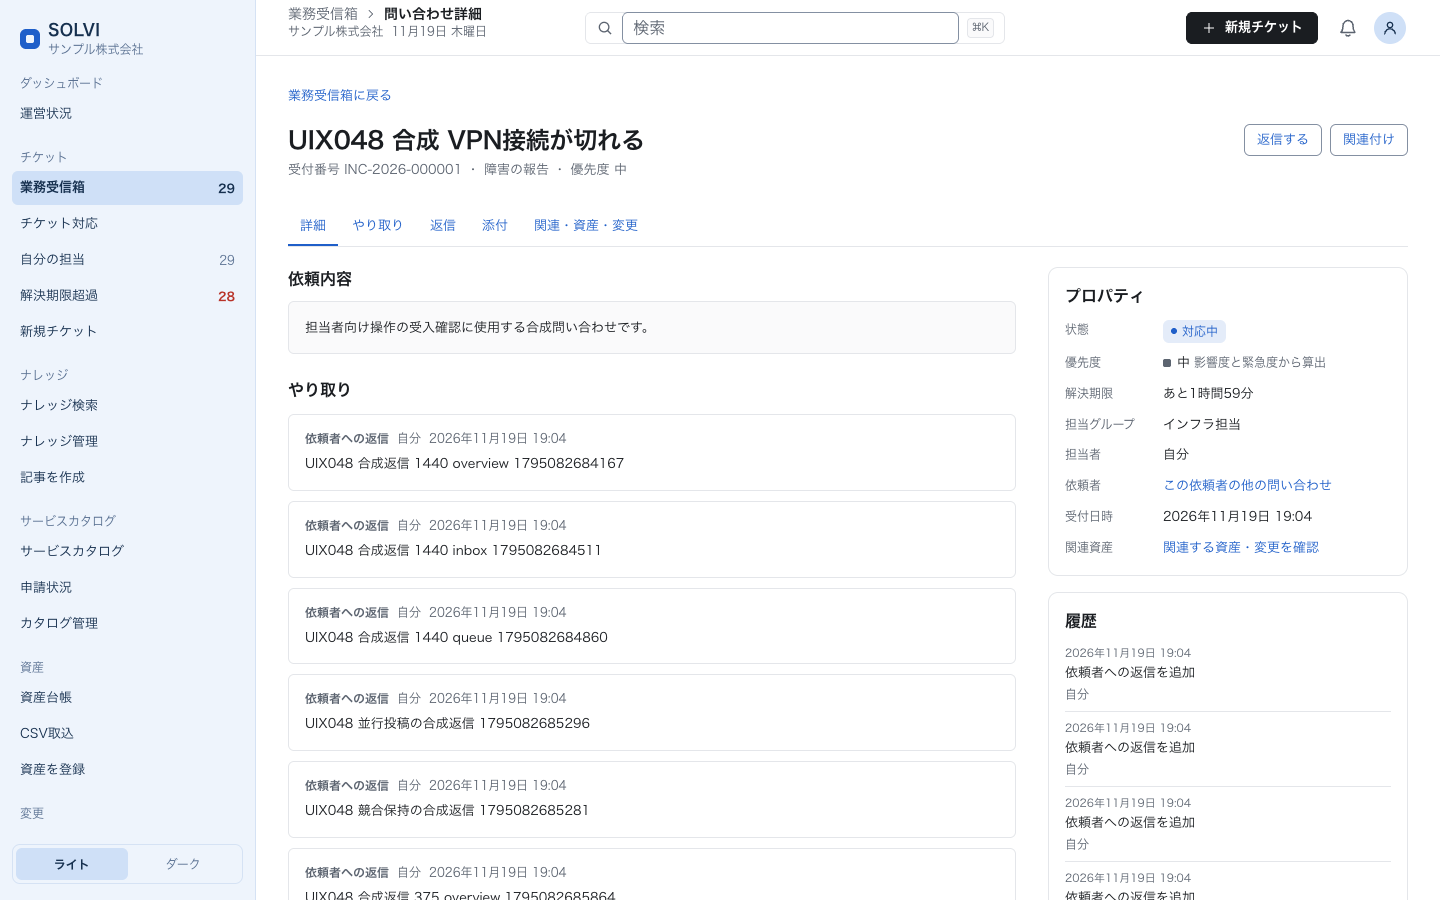 SOLVI
サンプル株式会社
ダッシュボード
運営状況
チケット
業務受信箱 29
チケット対応
自分の担当 29
解決期限超過 28
新規チケット
ナレッジ
ナレッジ検索
ナレッジ管理
記事を作成
サービスカタログ
サービスカタログ
申請状況
カタログ管理
資産
資産台帳
CSV取込
資産を登録
変更
ライト ダーク
業務受信箱 > 問い合わせ詳細
サンプル株式会社 11月19日 木曜日
検索 ⌘K
+ 新規チケット
業務受信箱に戻る
UIX048 合成 VPN接続が切れる
受付番号 INC-2026-000001 ・ 障害の報告 ・ 優先度 中
返信する 関連付け
詳細 やり取り 返信 添付 関連・資産・変更
依頼内容
担当者向け操作の受入確認に使用する合成問い合わせです。
やり取り
依頼者への返信 自分 2026年11月19日 19:04
UIX048 合成返信 1440 overview 1795082684167
依頼者への返信 自分 2026年11月19日 19:04
UIX048 合成返信 1440 inbox 1795082684511
依頼者への返信 自分 2026年11月19日 19:04
UIX048 合成返信 1440 queue 1795082684860
依頼者への返信 自分 2026年11月19日 19:04
UIX048 並行投稿の合成返信 1795082685296
依頼者への返信 自分 2026年11月19日 19:04
UIX048 競合保持の合成返信 1795082685281
依頼者への返信 自分 2026年11月19日 19:04
UIX048 合成返信 375 overview 1795082685864
プロパティ
状態 対応中
優先度 中 影響度と緊急度から算出
解決期限 あと1時間59分
担当グループ インフラ担当
担当者 自分
依頼者 この依頼者の他の問い合わせ
受付日時 2026年11月19日 19:04
関連資産 関連する資産・変更を確認
履歴
2026年11月19日 19:04
依頼者への返信を追加
自分
2026年11月19日 19:04
依頼者への返信を追加
自分
2026年11月19日 19:04
依頼者への返信を追加
自分
2026年11月19日 19:04
依頼者への返信を追加